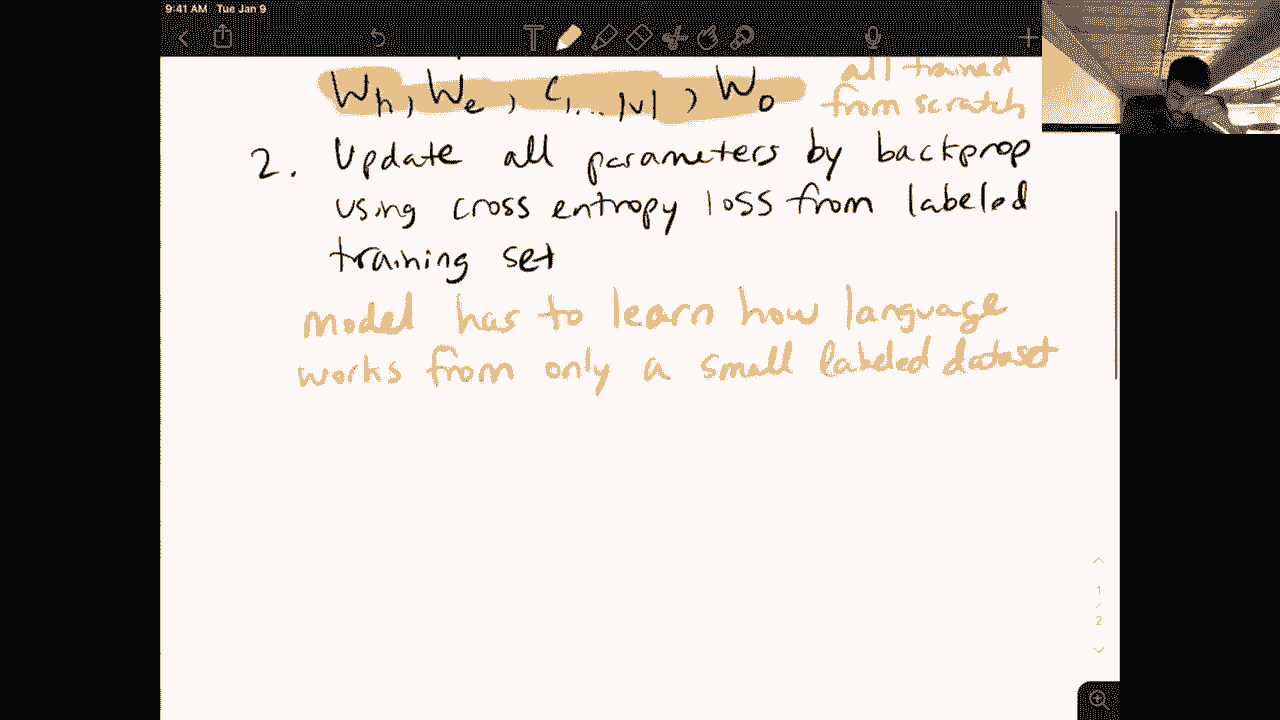 9:41 AM Tue Jan 9
all trained
W_h, W_e, c_1...|V|, W_o from scratch
2. Update all parameters by backprop
using cross entropy loss from labeled
training set
model has to learn how language
works from only a small labeled dataset
1
/
2